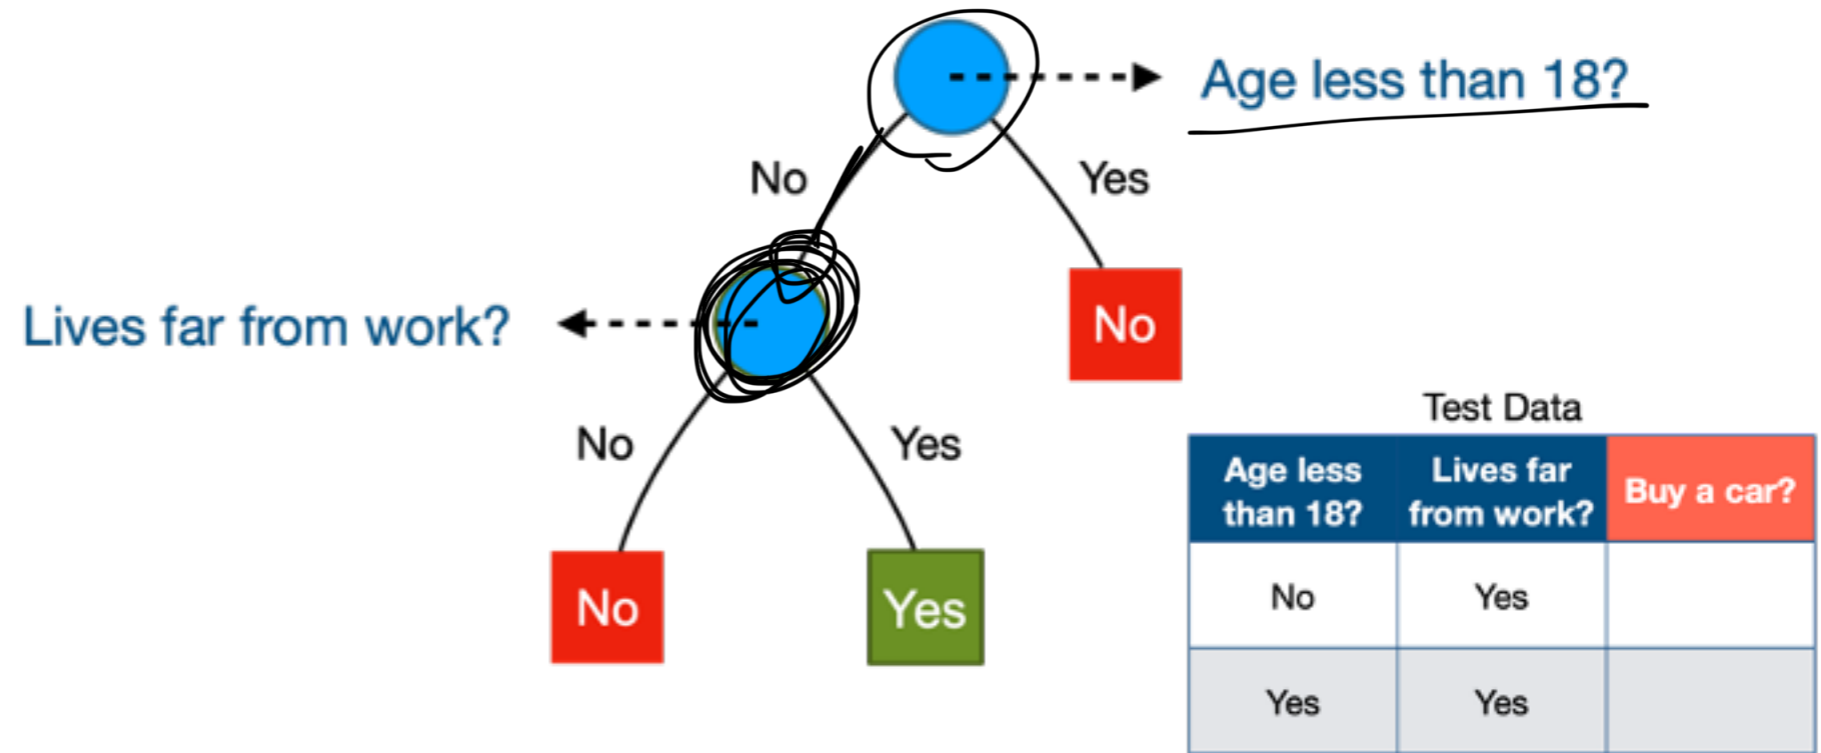 Age less than 18?
No
Yes
Lives far from work?
No
No
Yes
No
Yes
Test Data
Age less
than 18?
Lives far
from work?
Buy a car?
No
Yes
Yes
Yes